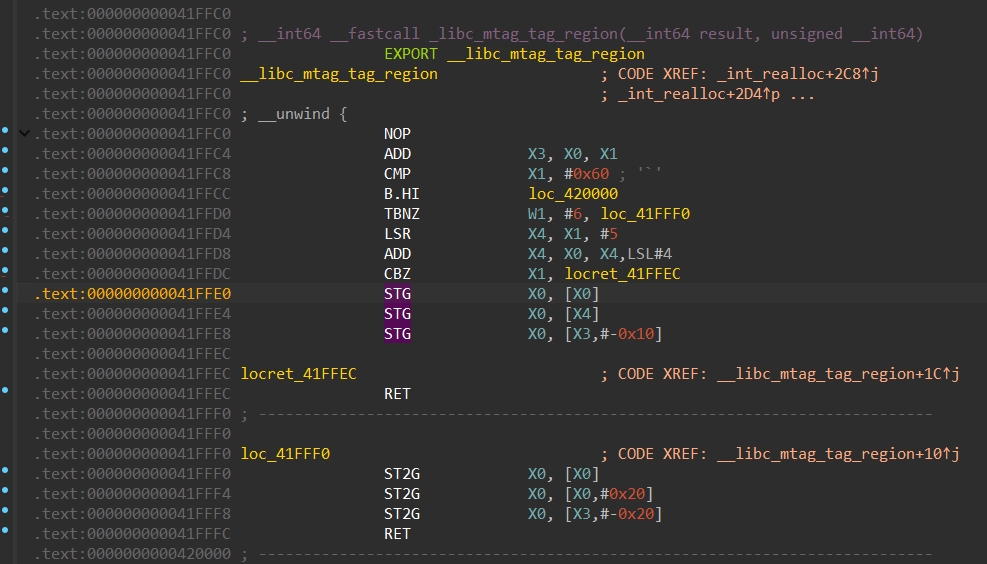 .text:000000000041FFC0
.text:000000000041FFC0 ; __int64 __fastcall _libc_mtag_tag_region(__int64 result, unsigned __int64)
.text:000000000041FFC0 EXPORT __libc_mtag_tag_region
.text:000000000041FFC0 __libc_mtag_tag_region ; CODE XREF: _int_realloc+2C8↑j
.text:000000000041FFC0 ; _int_realloc+2D4↑p ...
.text:000000000041FFC0 ; __unwind {
.text:000000000041FFC0 NOP
.text:000000000041FFC4 ADD X3, X0, X1
.text:000000000041FFC8 CMP X1, #0x60 ; '`'
.text:000000000041FFCC B.HI loc_420000
.text:000000000041FFD0 TBNZ W1, #6, loc_41FFF0
.text:000000000041FFD4 LSR X4, X1, #5
.text:000000000041FFD8 ADD X4, X0, X4,LSL#4
.text:000000000041FFDC CBZ X1, locret_41FFEC
.text:000000000041FFE0 STG X0, [X0]
.text:000000000041FFE4 STG X0, [X4]
.text:000000000041FFE8 STG X0, [X3,#-0x10]
.text:000000000041FFEC
.text:000000000041FFEC locret_41FFEC ; CODE XREF: __libc_mtag_tag_region+1C↑j
.text:000000000041FFEC RET
.text:000000000041FFF0 ; ---------------------------------------------------------------------------
.text:000000000041FFF0
.text:000000000041FFF0 loc_41FFF0 ; CODE XREF: __libc_mtag_tag_region+10↑j
.text:000000000041FFF0 ST2G X0, [X0]
.text:000000000041FFF4 ST2G X0, [X0,#0x20]
.text:000000000041FFF8 ST2G X0, [X3,#-0x20]
.text:000000000041FFFC RET
.text:0000000000420000 ; ---------------------------------------------------------------------------